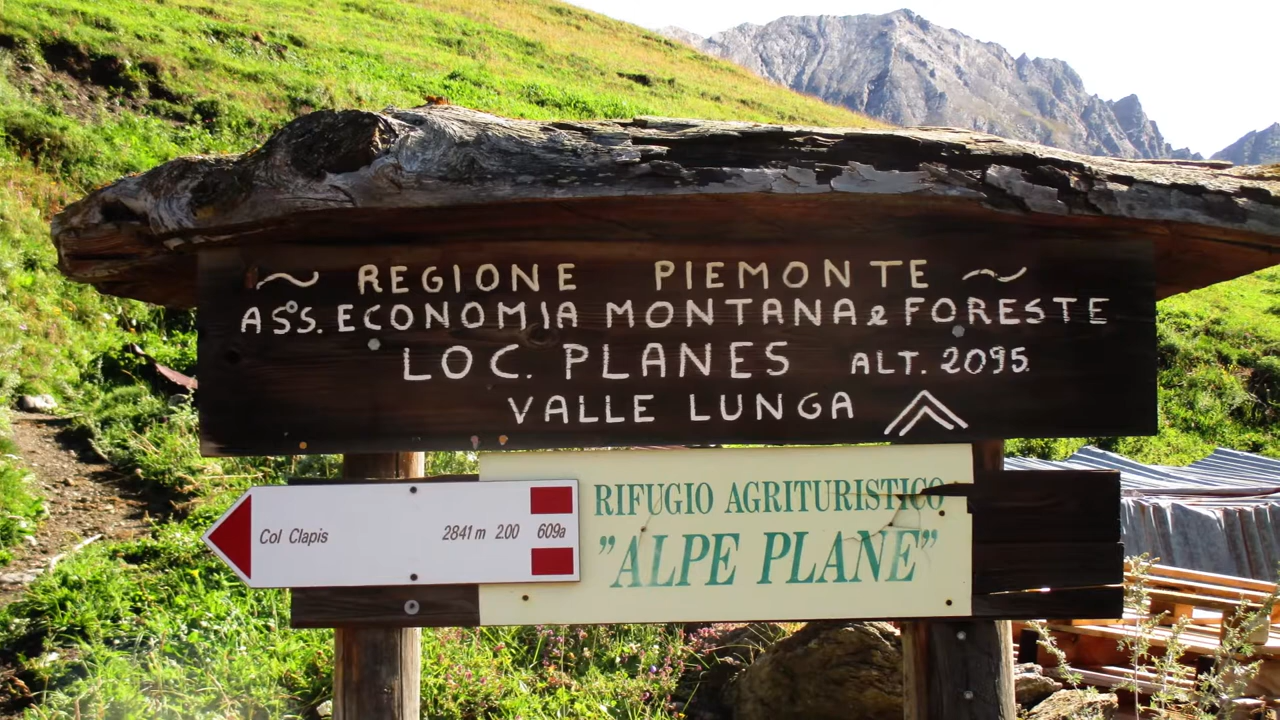 ~ REGIONE PIEMONTE ~
ASS. ECONOMIA MONTANA e FORESTE
LOC. PLANES ALT. 2095.
VALLE LUNGA
Col Clapis 2841 m 2.00 609a
RIFUGIO AGRITURISTICO
"ALPE PLANE"